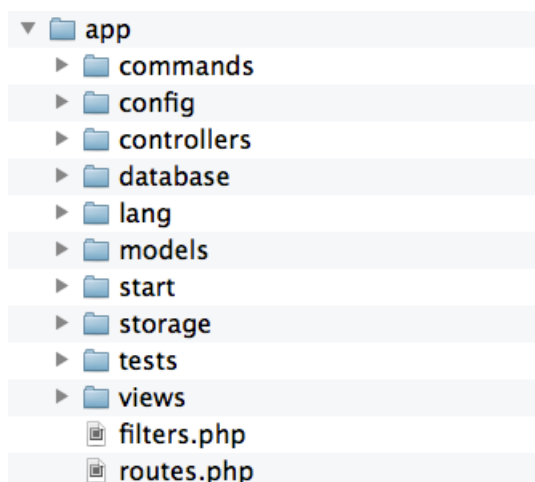 app
commands
config
controllers
database
lang
models
start
storage
tests
views
filters.php
routes.php